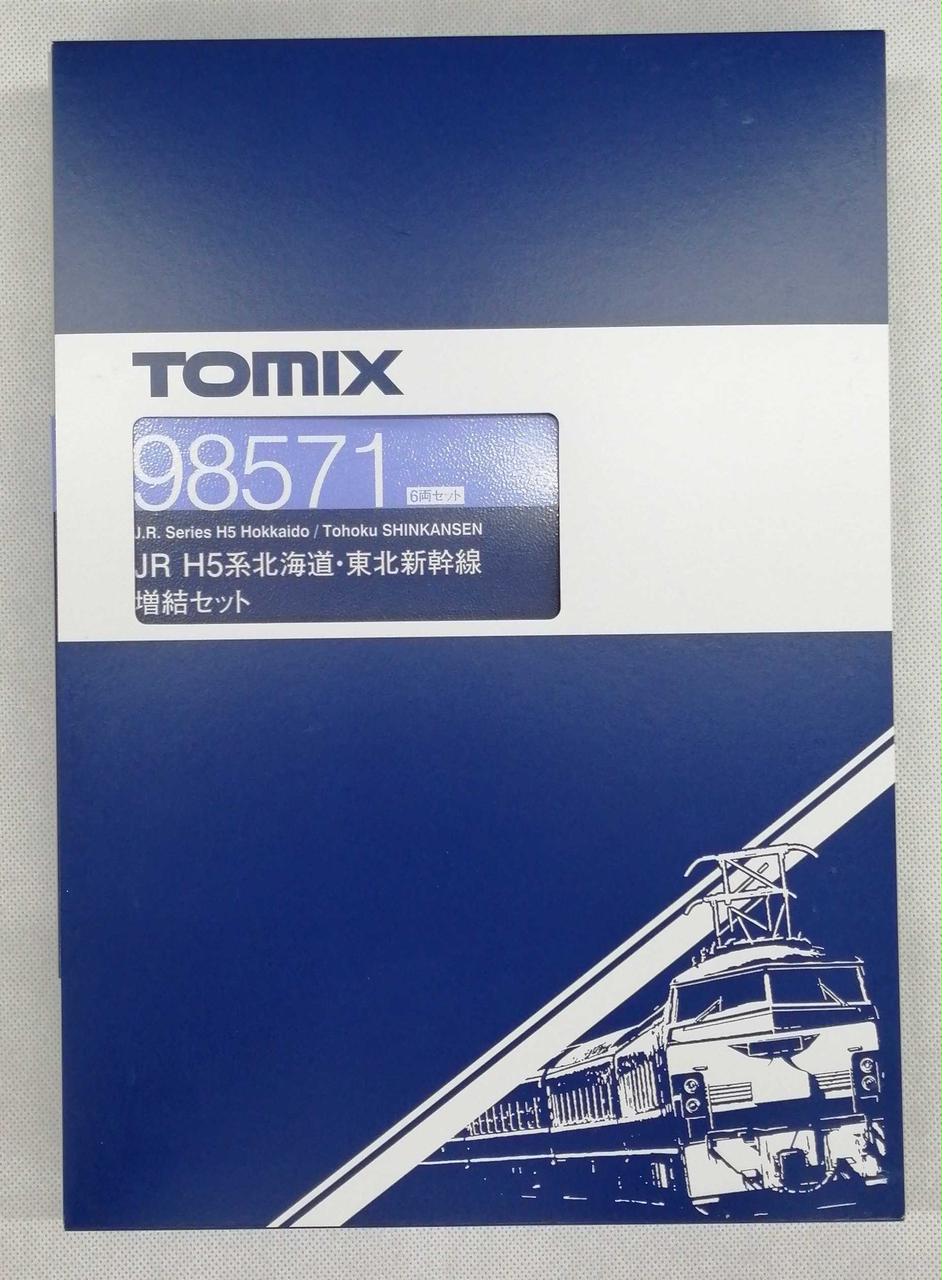 TOMIX
98571 6両セット
J.R. Series H5 Hokkaido / Tohoku SHINKANSEN
JR H5系北海道・東北新幹線
増結セット